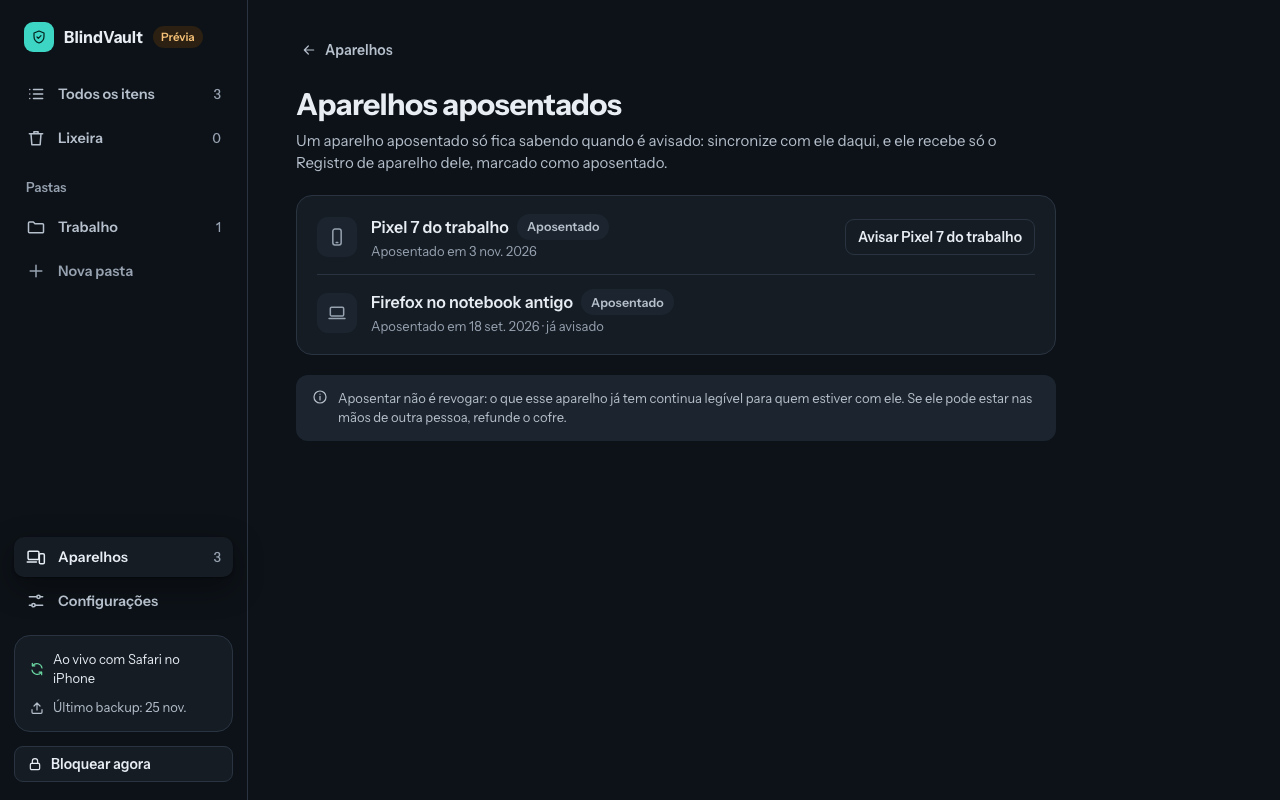 BlindVault
Prévia
Todos os itens 3
Lixeira 0
Pastas
Trabalho 1
Nova pasta
Aparelhos 3
Configurações
Ao vivo com Safari no
iPhone
Último backup: 25 nov.
Bloquear agora
Aparelhos
Aparelhos aposentados
Um aparelho aposentado só fica sabendo quando é avisado: sincronize com ele daqui, e ele recebe só o
Registro de aparelho dele, marcado como aposentado.
Pixel 7 do trabalho Aposentado
Aposentado em 3 nov. 2026
Avisar Pixel 7 do trabalho
Firefox no notebook antigo Aposentado
Aposentado em 18 set. 2026 · já avisado
Aposentar não é revogar: o que esse aparelho já tem continua legível para quem estiver com ele. Se ele pode estar nas
mãos de outra pessoa, refunde o cofre.